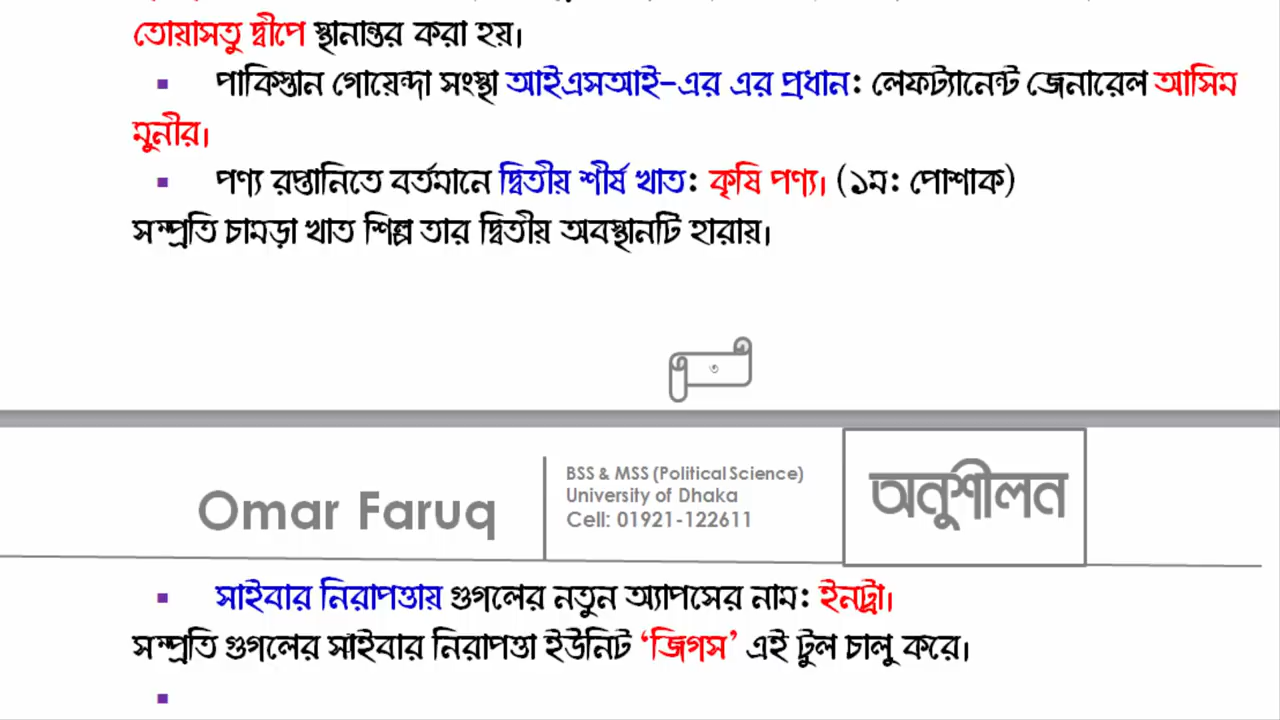 তোয়াসতু দ্বীপে স্থানান্তর করা হয়।
▪ পাকিস্তান গোয়েন্দা সংস্থা আইএসআই-এর এর প্রধান: লেফট্যানেন্ট জেনারেল আসিম
মুনীর।
▪ পণ্য রপ্তানিতে বর্তমানে দ্বিতীয় শীর্ষ খাত: কৃষি পণ্য। (১ম: পোশাক)
সম্প্রতি চামড়া খাত শিল্প তার দ্বিতীয় অবস্থানটি হারায়।
৩
Omar Faruq
BSS & MSS (Political Science)
University of Dhaka
Cell: 01921-122611
অনুশীলন
▪ সাইবার নিরাপত্তায় গুগলের নতুন অ্যাপসের নাম: ইনট্রা।
সম্প্রতি গুগলের সাইবার নিরাপত্তা ইউনিট ‘জিগস’ এই টুল চালু করে।